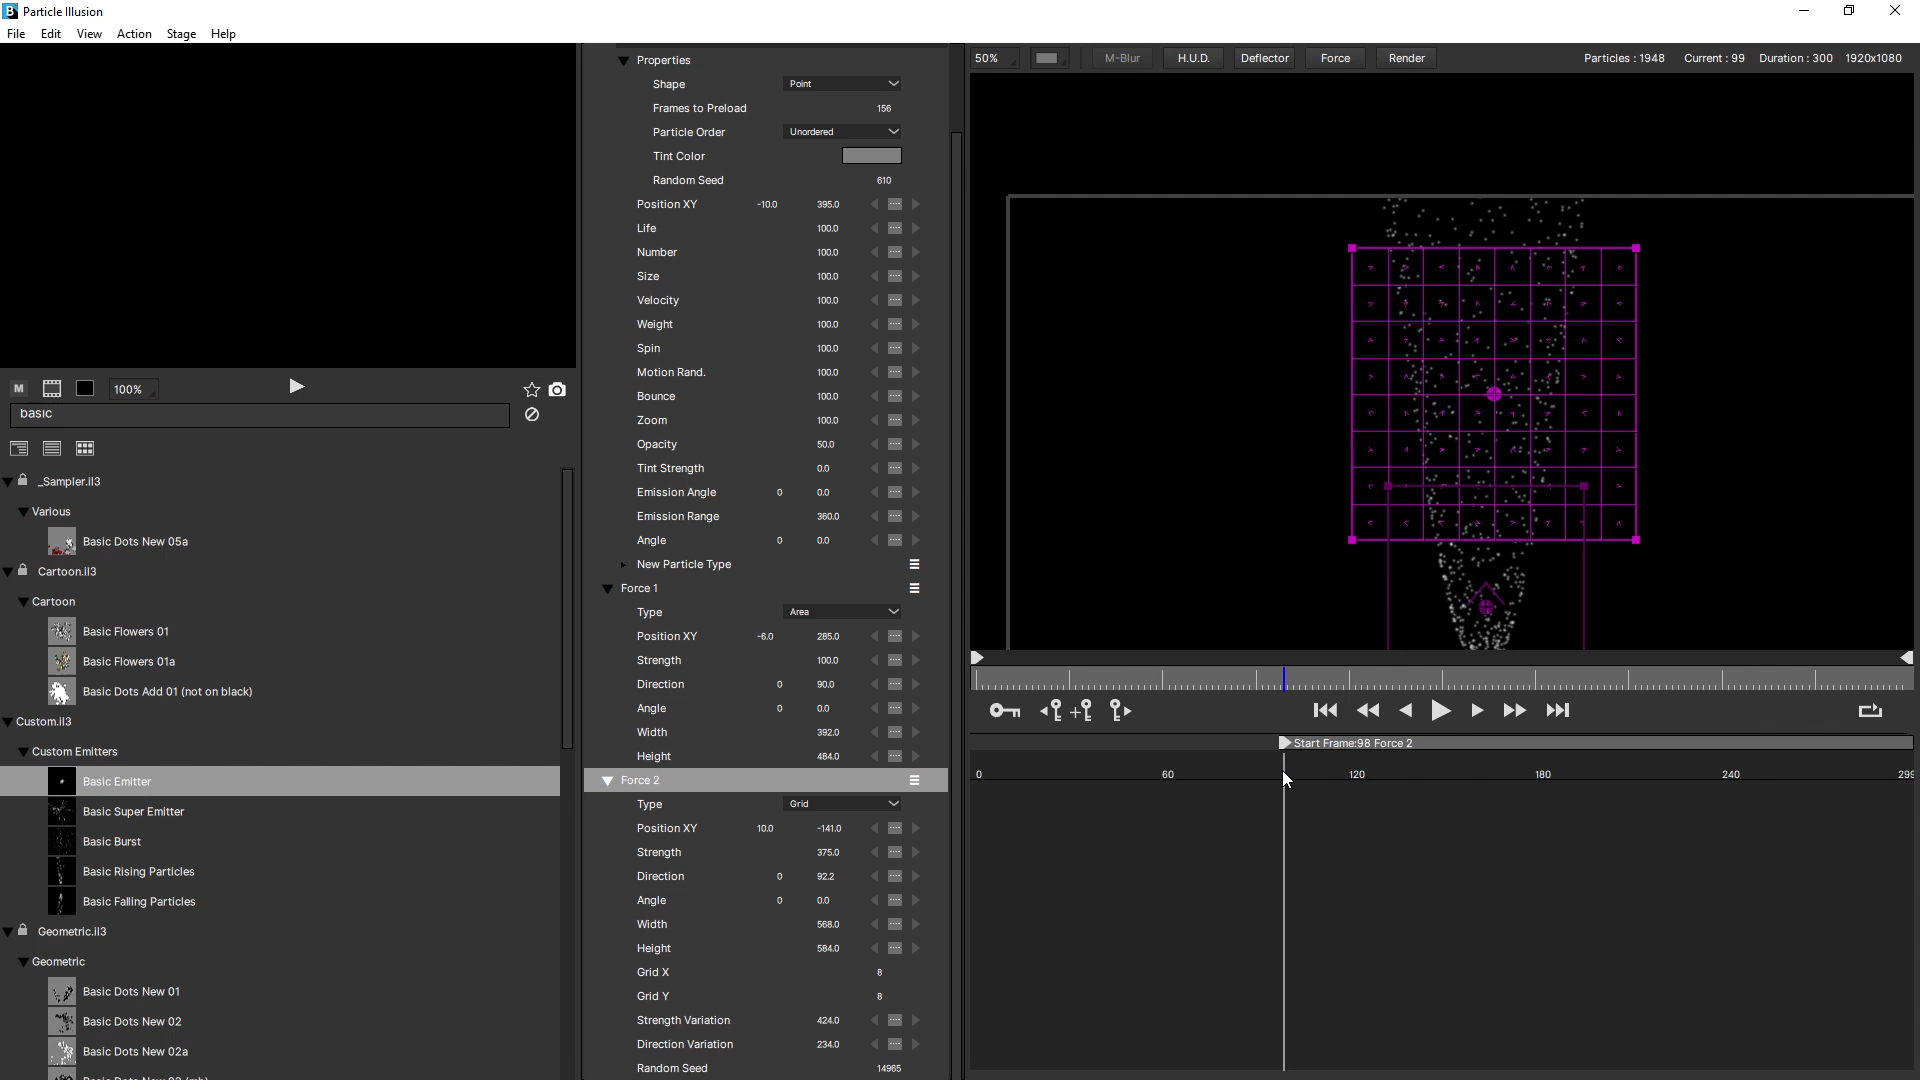 Particle Illusion
File Edit View Action Stage Help
M 100%
basic
_Sampler.il3
Various
Basic Dots New 05a
Cartoon.il3
Cartoon
Basic Flowers 01
Basic Flowers 01a
Basic Dots Add 01 (not on black)
Custom.il3
Custom Emitters
Basic Emitter
Basic Super Emitter
Basic Burst
Basic Rising Particles
Basic Falling Particles
Geometric.il3
Geometric
Basic Dots New 01
Basic Dots New 02
Basic Dots New 02a
Properties
Shape Point
Frames to Preload 156
Particle Order Unordered
Tint Color
Random Seed 610
Position XY -10.0 395.0
Life 100.0
Number 100.0
Size 100.0
Velocity 100.0
Weight 100.0
Spin 100.0
Motion Rand. 100.0
Bounce 100.0
Zoom 100.0
Opacity 50.0
Tint Strength 0.0
Emission Angle 0 0.0
Emission Range 360.0
Angle 0 0.0
New Particle Type
Force 1
Type Area
Position XY -6.0 285.0
Strength 100.0
Direction 0 90.0
Angle 0 0.0
Width 392.0
Height 484.0
Force 2
Type Grid
Position XY 10.0 -141.0
Strength 375.0
Direction 0 92.2
Angle 0 0.0
Width 568.0
Height 584.0
Grid X 8
Grid Y 8
Strength Variation 424.0
Direction Variation 234.0
Random Seed 14965
50% M-Blur H.U.D. Deflector Force Render Particles : 1948 Current : 99 Duration : 300 1920x1080
Start Frame:98 Force 2
0 60 120 180 240 299